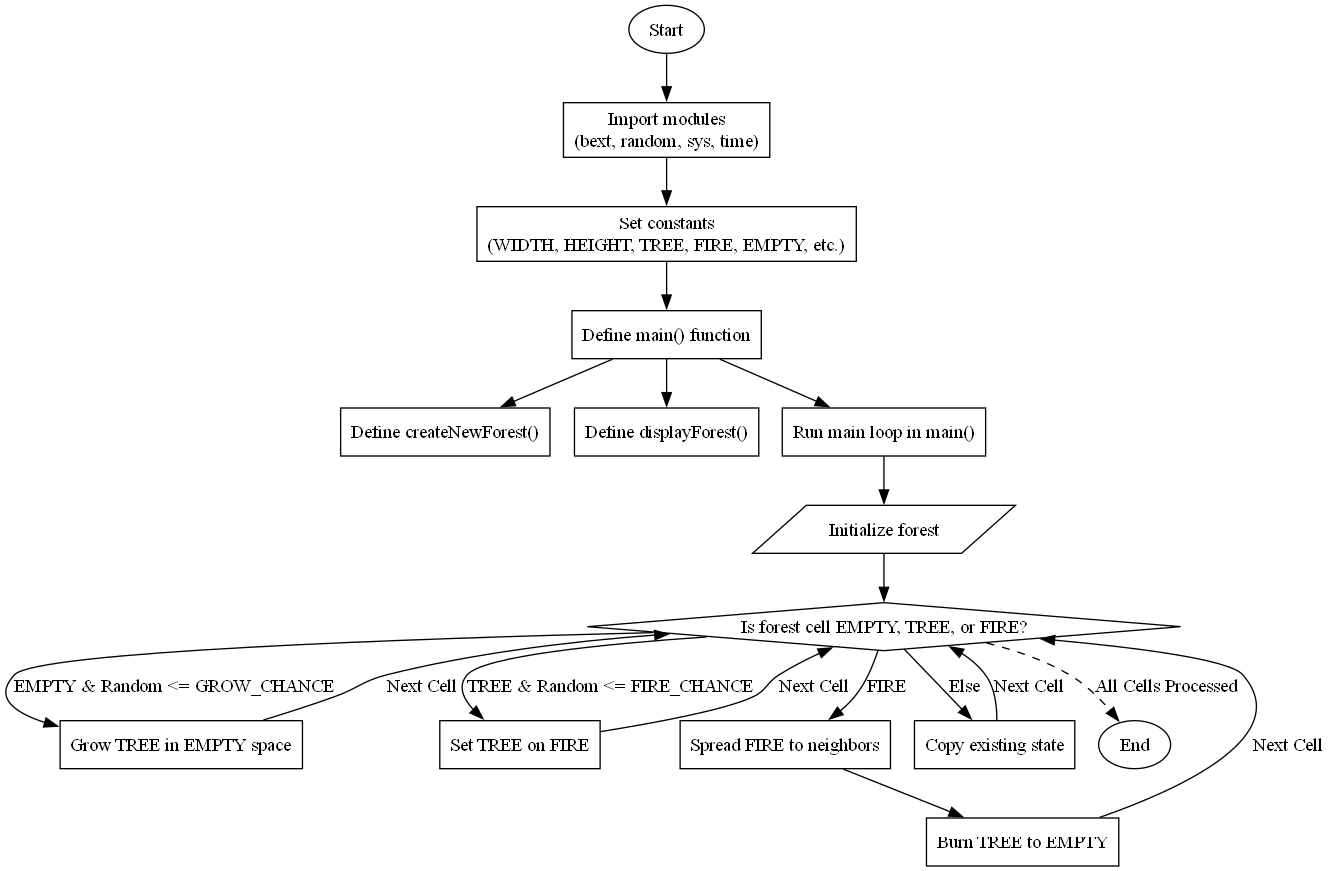 Start
Import modules
(bext, random, sys, time)
Set constants
(WIDTH, HEIGHT, TREE, FIRE, EMPTY, etc.)
Define main() function
Define createNewForest()
Define displayForest()
Run main loop in main()
Initialize forest
Is forest cell EMPTY, TREE, or FIRE?
EMPTY & Random <= GROW_CHANCE
Next Cell
TREE & Random <= FIRE_CHANCE
Next Cell
FIRE
Else
Next Cell
All Cells Processed
Grow TREE in EMPTY space
Set TREE on FIRE
Spread FIRE to neighbors
Copy existing state
End
Next Cell
Burn TREE to EMPTY